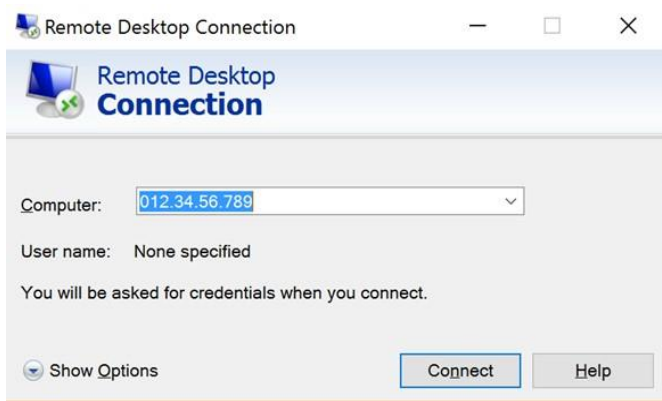 Remote Desktop Connection
Remote Desktop
Connection
Computer: 012.34.56.789
User name: None specified
You will be asked for credentials when you connect.
Show Options Connect Help